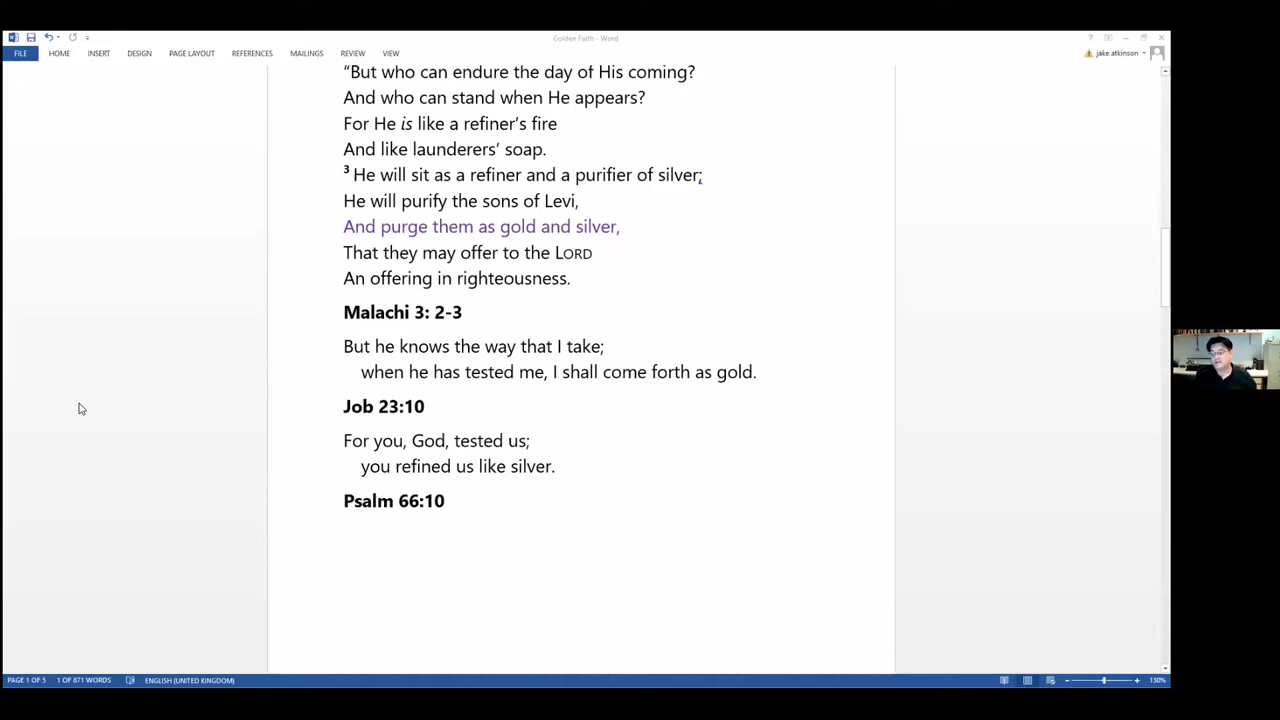 Golden Faith - Word
FILE HOME INSERT DESIGN PAGE LAYOUT REFERENCES MAILINGS REVIEW VIEW
jake atkinson
“But who can endure the day of His coming?
And who can stand when He appears?
For He is like a refiner’s fire
And like launderers’ soap.
3 He will sit as a refiner and a purifier of silver;
He will purify the sons of Levi,
And purge them as gold and silver,
That they may offer to the LORD
An offering in righteousness.
Malachi 3: 2-3
But he knows the way that I take;
when he has tested me, I shall come forth as gold.
Job 23:10
For you, God, tested us;
you refined us like silver.
Psalm 66:10
PAGE 1 OF 5 1 OF 871 WORDS ENGLISH (UNITED KINGDOM) 130%